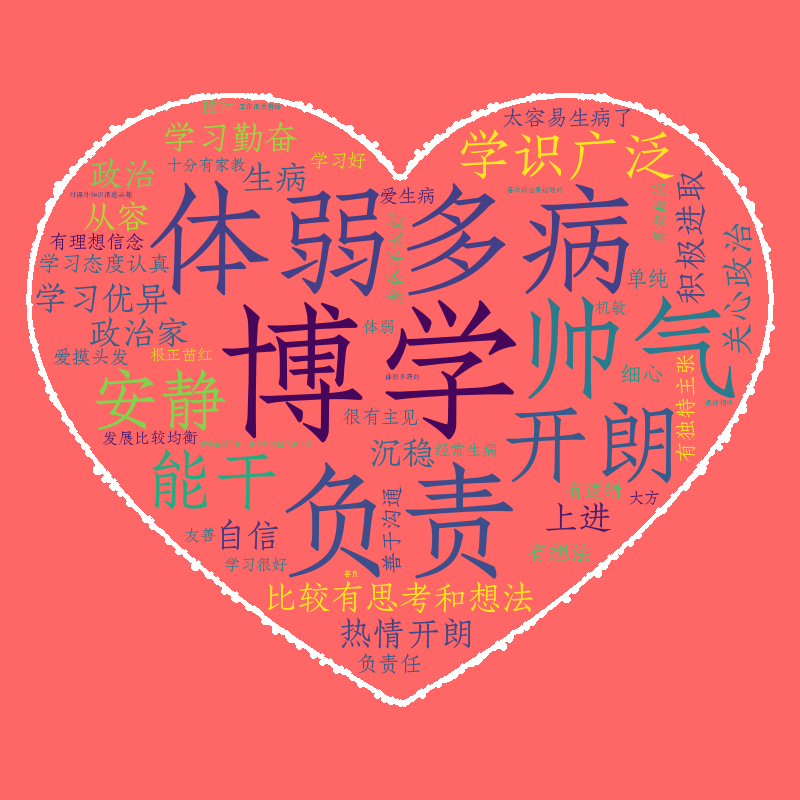 太容易生病了
学习勤奋
学识广泛
十分有家教
学习好
政治
生病
爱生病
体弱多病
从容
积极进取
有理想信念
关心政治
学习态度认真
单纯
学习优异
帅气
机敏
博学
政治家
体弱
爱摸头发
根正苗红
细心
有独特主张
安静
很有主见
开朗
发展比较均衡
沉稳
经常生病
能干
负责
善于沟通
大方
上进
自信
友善
有想法
学习很好
善良
比较有思考和想法
热情开朗
负责任